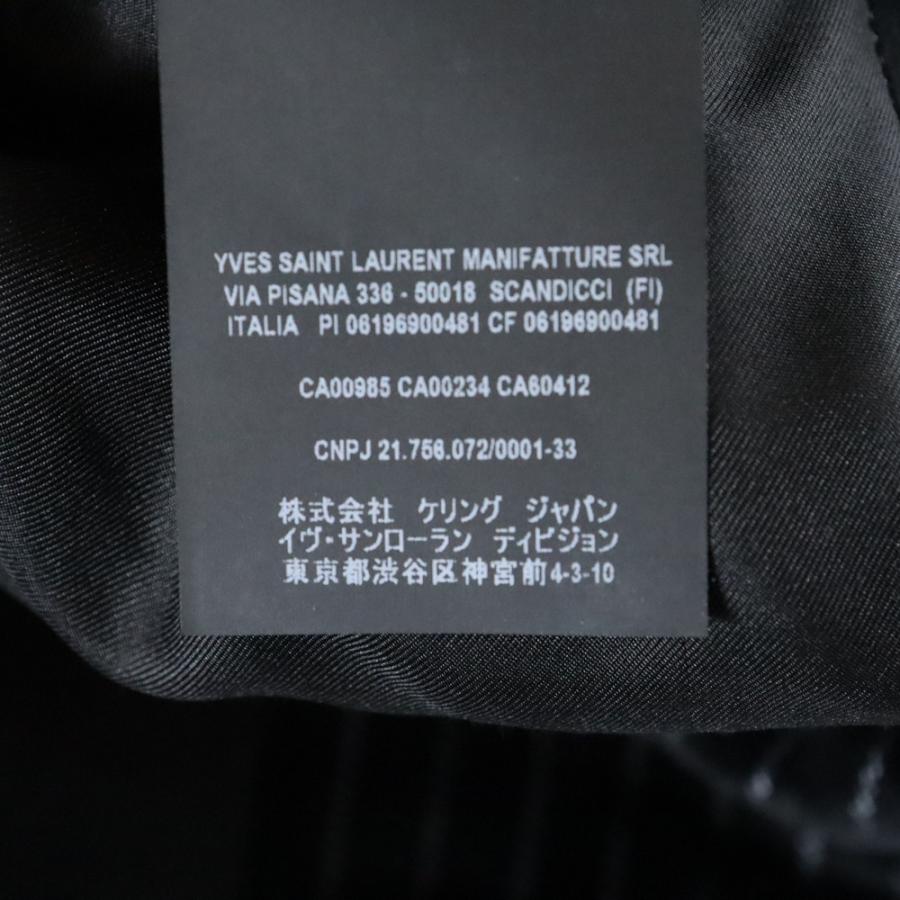 YVES SAINT LAURENT MANIFATTURE SRL
VIA PISANA 336 - 50018 SCANDICCI (FI)
ITALIA PI 06196900481 CF 06196900481
CA00985 CA00234 CA60412
CNPJ 21.756.072/0001-33
株式会社 ケリング ジャパン
イヴ・サンローラン ディビジョン
東京都渋谷区神宮前4-3-10